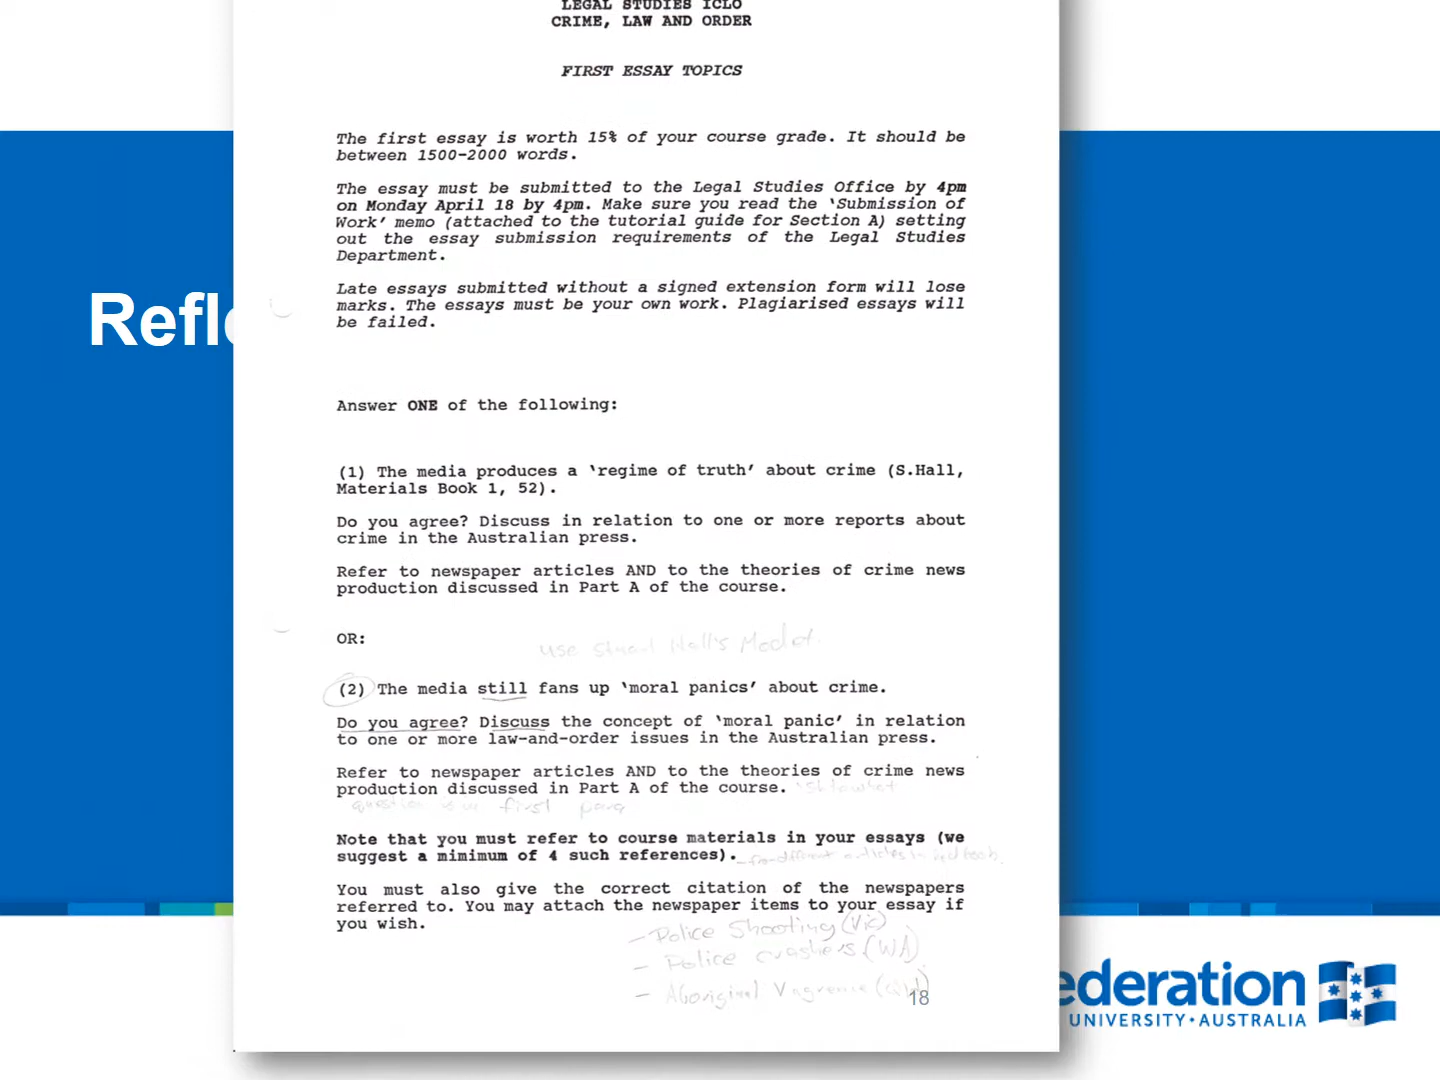 LEGAL STUDIES ICLO
CRIME, LAW AND ORDER
FIRST ESSAY TOPICS
The first essay is worth 15% of your course grade. It should be
between 1500-2000 words.
The essay must be submitted to the Legal Studies Office by 4pm
on Monday April 18 by 4pm. Make sure you read the 'Submission of
Work' memo (attached to the tutorial guide for Section A) setting
out the essay submission requirements of the Legal Studies
Department.
Late essays submitted without a signed extension form will lose
marks. The essays must be your own work. Plagiarised essays will
be failed.
Refle
Answer ONE of the following:
(1) The media produces a 'regime of truth' about crime (S.Hall,
Materials Book 1, 52).
Do you agree? Discuss in relation to one or more reports about
crime in the Australian press.
Refer to newspaper articles AND to the theories of crime news
production discussed in Part A of the course.
OR:
use Stuart Hall's Model.
(2) The media still fans up 'moral panics' about crime.
Do you agree? Discuss the concept of 'moral panic' in relation
to one or more law-and-order issues in the Australian press.
Refer to newspaper articles AND to the theories of crime news
production discussed in Part A of the course.
question first para
Note that you must refer to course materials in your essays (we
suggest a minimum of 4 such references).
You must also give the correct citation of the newspapers
referred to. You may attach the newspaper items to your essay if
you wish.
- Police Shooting (Vic)
- Police crashers (WA)
- Aboriginal Vagrence
18
ederation
UNIVERSITY • AUSTRALIA